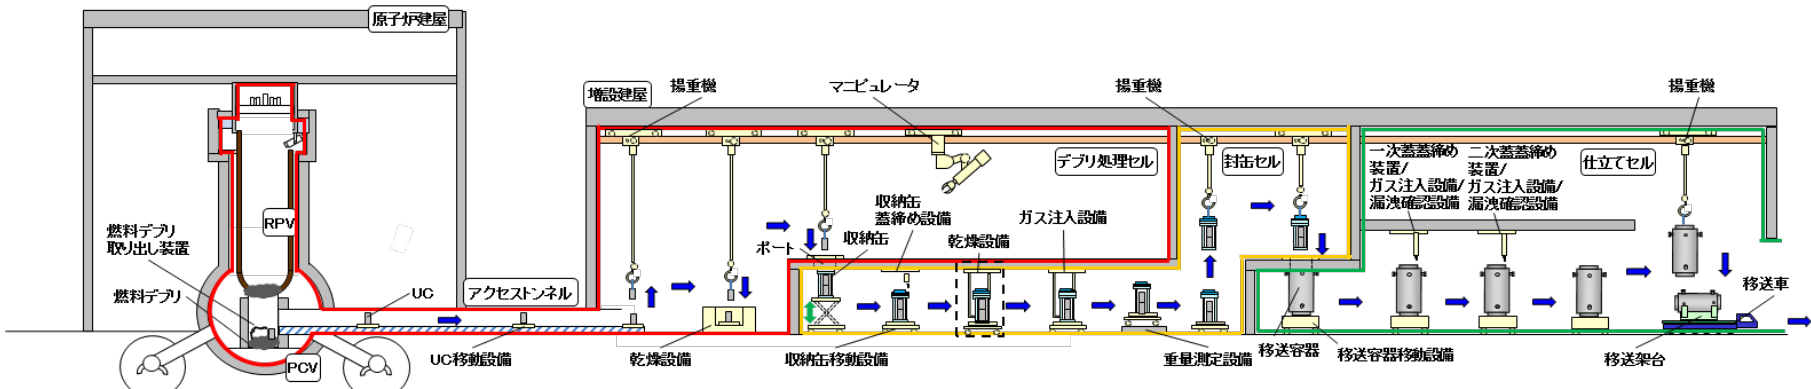 原子炉建屋
増設建屋
揚重機
マニピュレータ
揚重機
揚重機
デブリ処理セル
封缶セル
仕立てセル
一次蓋蓋締め
装置/
ガス注入設備/
漏洩確認設備
二次蓋蓋締め
装置/
ガス注入設備/
漏洩確認設備
RPV
燃料デブリ
取り出し装置
燃料デブリ
PCV
アクセストンネル
UC
UC移動設備
乾燥設備
ポート
収納缶
収納缶
蓋締め設備
乾燥設備
ガス注入設備
収納缶移動設備
重量測定設備
移送容器
移送容器移動設備
移送架台
移送車